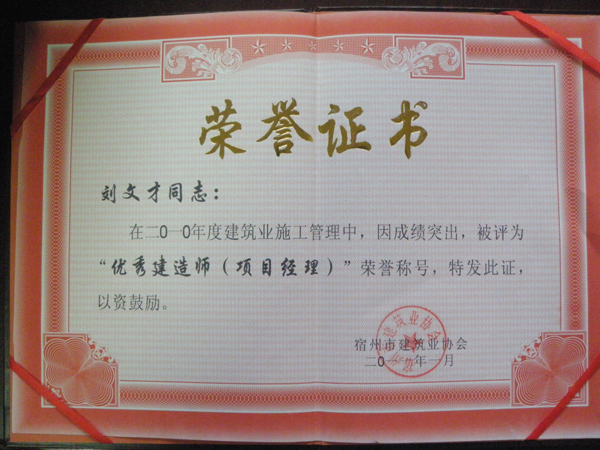 荣誉证书
刘文才同志：
在二0一0年度建筑业施工管理中，因成绩突出，被评为
“优秀建造师（项目经理）”荣誉称号，特发此证，
以资鼓励。
宿州市建筑业协会
二0一一年一月